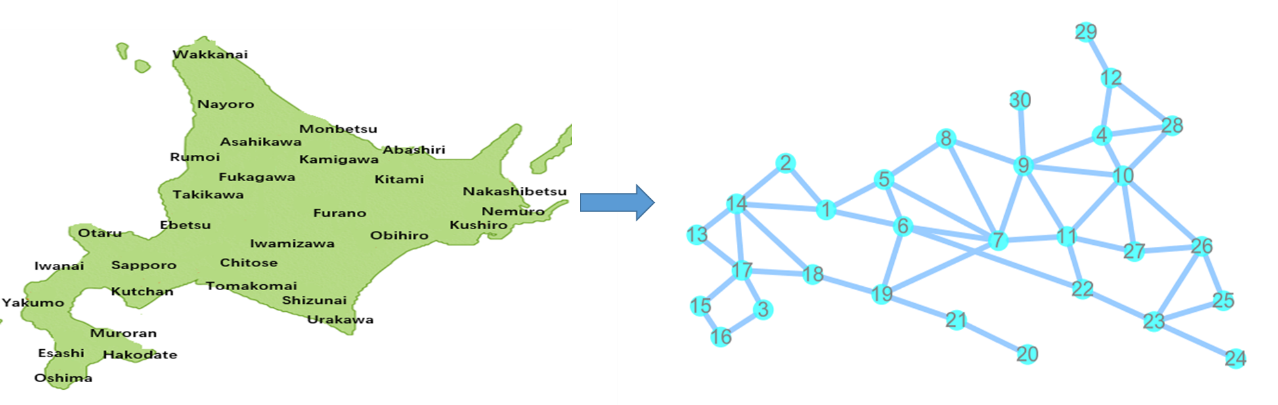 Wakkanai
Nayoro
Monbetsu
Asahikawa
Abashiri
Rumoi
Kamigawa
Fukagawa
Kitami
Takikawa
Nakashibetsu
Furano
Nemuro
Ebetsu
Kushiro
Otaru
Obihiro
Iwamizawa
Iwanai
Sapporo
Chitose
Kutchan
Tomakomai
Yakumo
Shizunai
Urakawa
Muroran
Esashi
Hakodate
Oshima
29
12
30
28
4
8
2
9
10
5
14
1
6
13
7
11
26
27
17
18
22
19
25
15
3
21
23
16
20
24